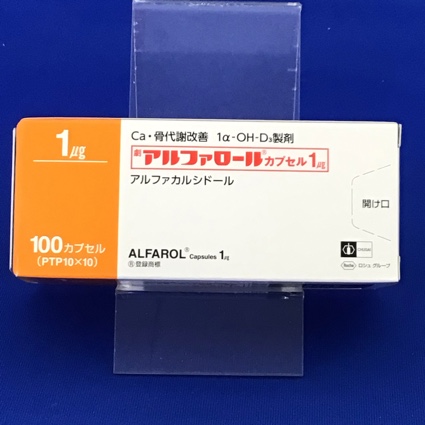 1μg
100カプセル
(PTP10×10)
Ca・骨代謝改善 1α-OH-D₃製剤
劇 アルファロール® カプセル1μg
アルファカルシドール
開け口
ALFAROL® Capsules 1μg
®登録商標
Roche ロシュ グループ